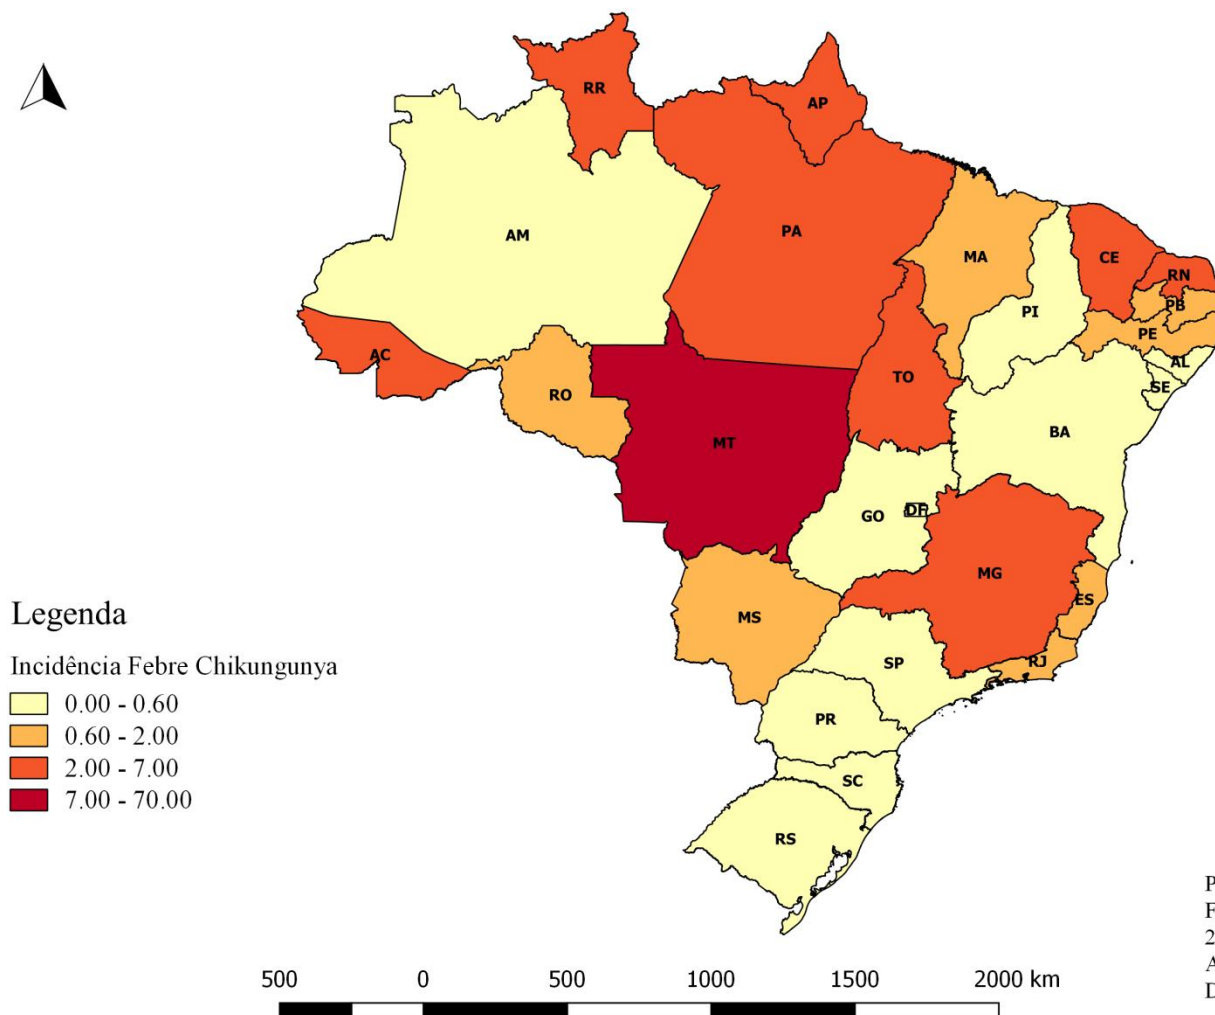 RR
AP
AM
PA
MA
CE
RN
PI
PB
PE
AC
AL
TO
SE
RO
BA
MT
DF
GO
MG
ES
MS
SP
RJ
PR
SC
RS
Legenda
Incidência Febre Chikungunya
0.00 - 0.60
0.60 - 2.00
2.00 - 7.00
7.00 - 70.00
P
F
2
A
D
500 0 500 1000 1500 2000 km